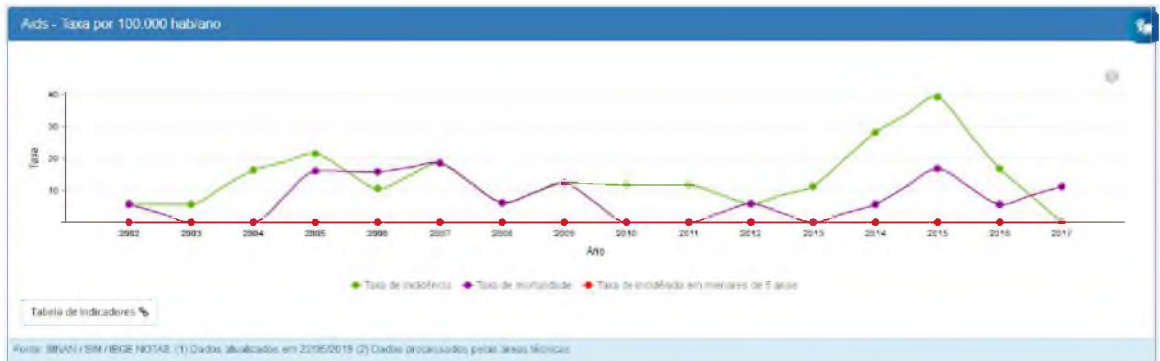 Aids - Taxa por 100.000 hab/ano
40
30
20
10
Taxa
2002 2003 2004 2005 2006 2007 2008 2009 2010 2011 2012 2013 2014 2015 2016 2017
Ano
Taxa de incidência Taxa de mortalidade Taxa de incidência em menores de 5 anos
Tabela de Indicadores
Fonte: SINAN / SIM / IBGE NOTAS: (1) Dados atualizados em 22/05/2019 (2) Dados processados pelas áreas técnicas